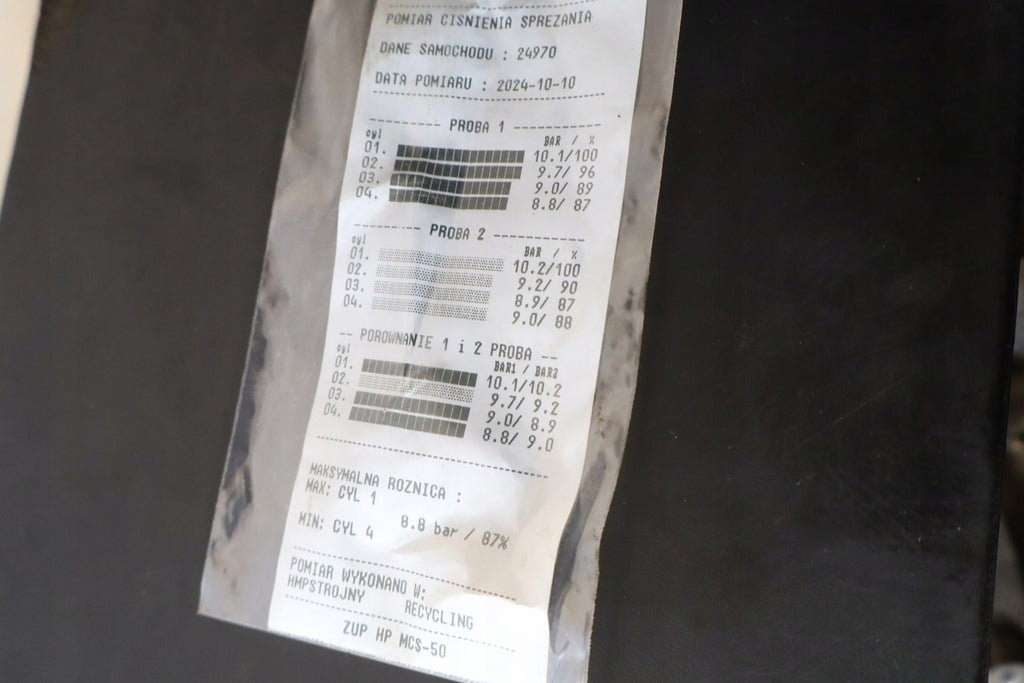 POMIAR CISNIENIA SPREZANIA
DANE SAMOCHODU : 24970
DATA POMIARU : 2024-10-10
PROBA 1
cyl BAR / %
01. 10.1/100
02. 9.7/ 96
03. 9.0/ 89
04. 8.8/ 87
PROBA 2
cyl BAR / %
01. 10.2/100
02. 9.2/ 90
03. 8.9/ 87
04. 9.0/ 88
-- POROWNANIE 1 i 2 PROBA --
cyl BAR1 / BAR2
01. 10.1/10.2
02. 9.7/ 9.2
03. 9.0/ 8.9
04. 8.8/ 9.0
MAKSYMALNA ROZNICA :
MAX: CYL 1
MIN: CYL 4 8.8 bar / 87%
POMIAR WYKONANO W:
HMPSTROJNY RECYCLING
ZUP HP MCS-50